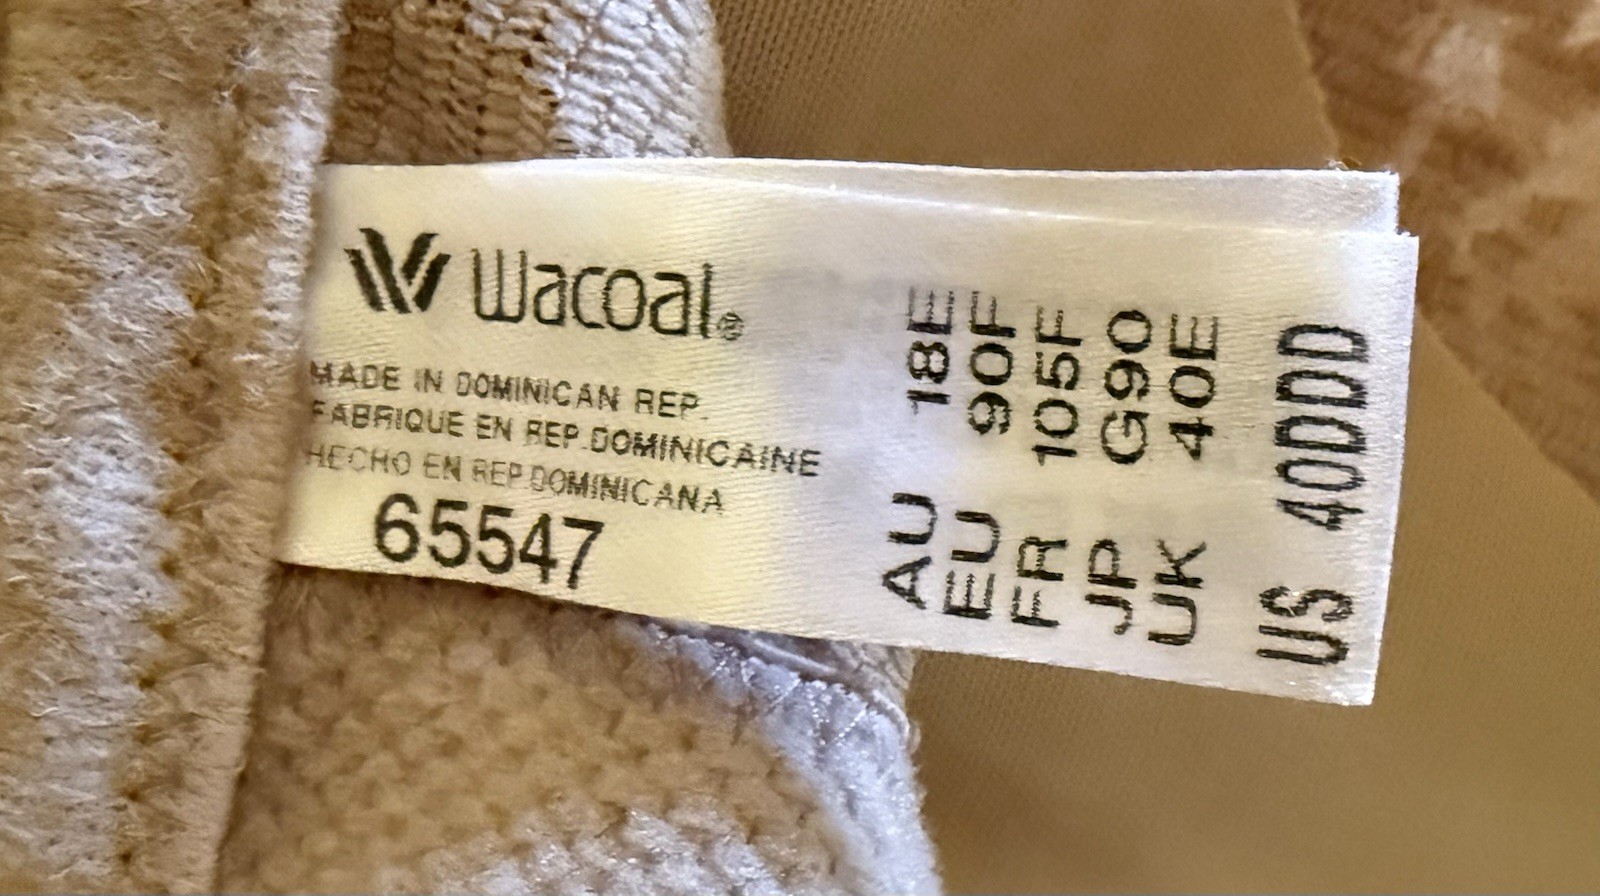 Wacoal®
MADE IN DOMINICAN REP.
FABRIQUE EN REP.DOMINICAINE
HECHO EN REP.DOMINICANA
65547
AU 18E
EU 90F
FR 105F
JP G90
UK 40E
US 40DDD